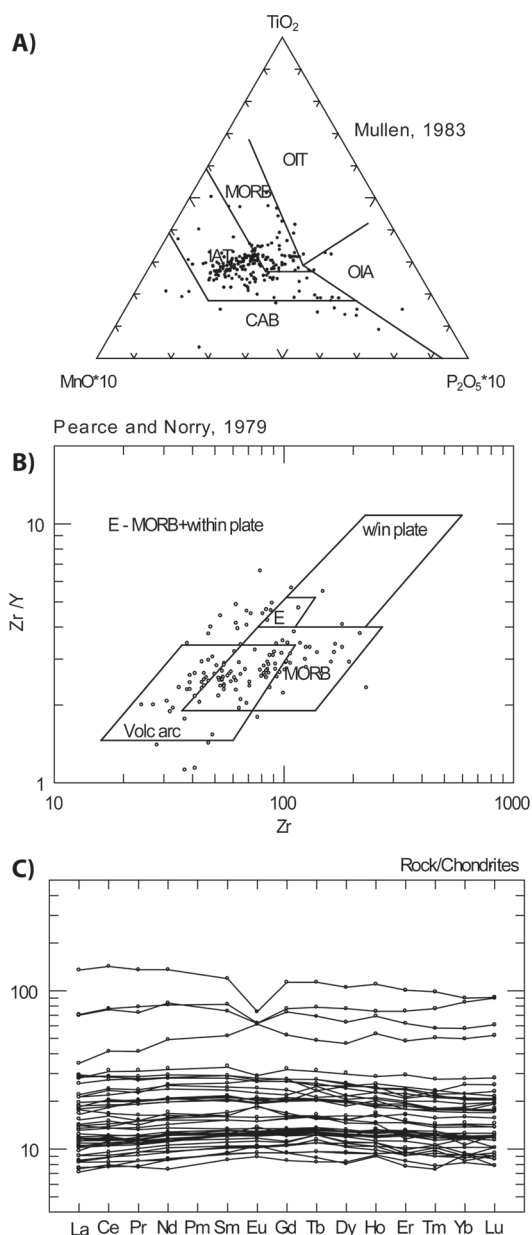 A)
TiO₂
Mullen, 1983
OIT
MORB
IAT
OIA
CAB
MnO*10
P₂O₅*10
Pearce and Norry, 1979
B)
E - MORB+within plate
w/in plate
10
Zr /Y
E
MORB
Volc arc
1
10
100
1000
Zr
C)
Rock/Chondrites
100
10
La Ce Pr Nd Pm Sm Eu Gd Tb Dy Ho Er Tm Yb Lu